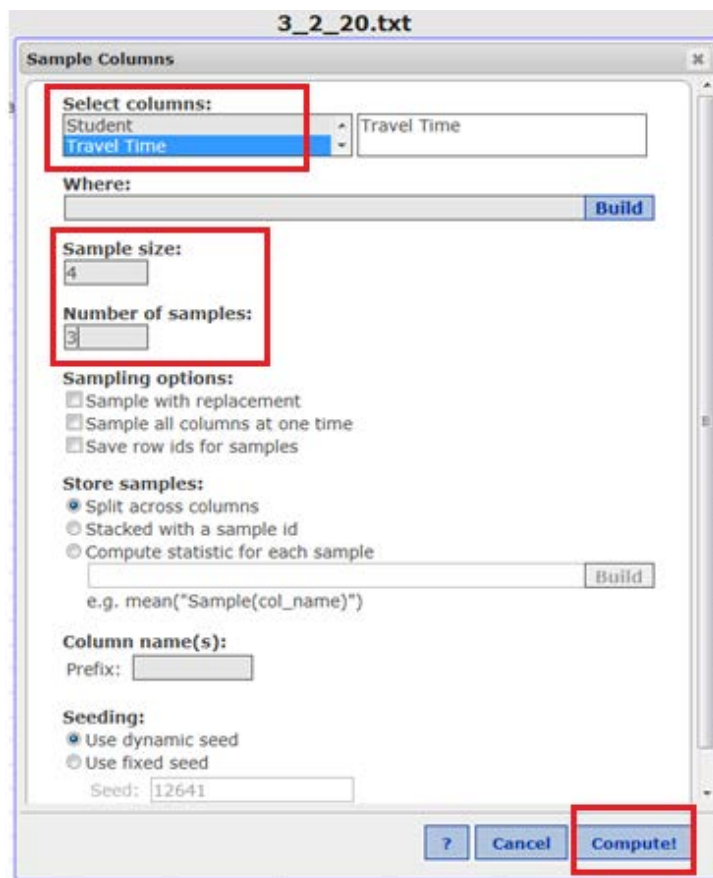 3_2_20.txt
Sample Columns
Select columns:
Student
Travel Time
Travel Time
Where:
Build
Sample size:
4
Number of samples:
3
Sampling options:
Sample with replacement
Sample all columns at one time
Save row ids for samples
Store samples:
Split across columns
Stacked with a sample id
Compute statistic for each sample
Build
e.g. mean("Sample(col_name)")
Column name(s):
Prefix:
Seeding:
Use dynamic seed
Use fixed seed
Seed: 12641
? Cancel Compute!